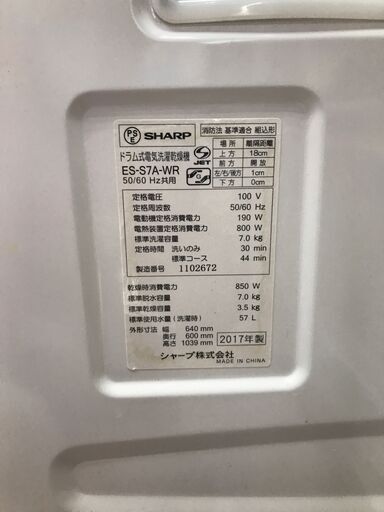 PS E SHARP
ドラム式電気洗濯乾燥機
ES-S7A-WR
50/60 Hz共用
JET
消防法 基準適合 組込形
場所 離隔距離
上方 18cm
前方 開放
左/右/後方 1cm
下方 0cm
定格電圧 100 V
定格周波数 50/60 Hz
電動機定格消費電力 190 W
電熱装置定格消費電力 800 W
標準洗濯容量 7.0 kg
定格時間 洗いのみ 30 min
標準コース 44 min
製造番号 1102672
乾燥時消費電力 850 W
標準脱水容量 7.0 kg
標準乾燥容量 3.5 kg
標準使用水量(洗濯時) 57 L
外形寸法 幅 640 mm
奥行 600 mm
高さ 1039 mm
シャープ株式会社
MADE IN CHINA
2017年製